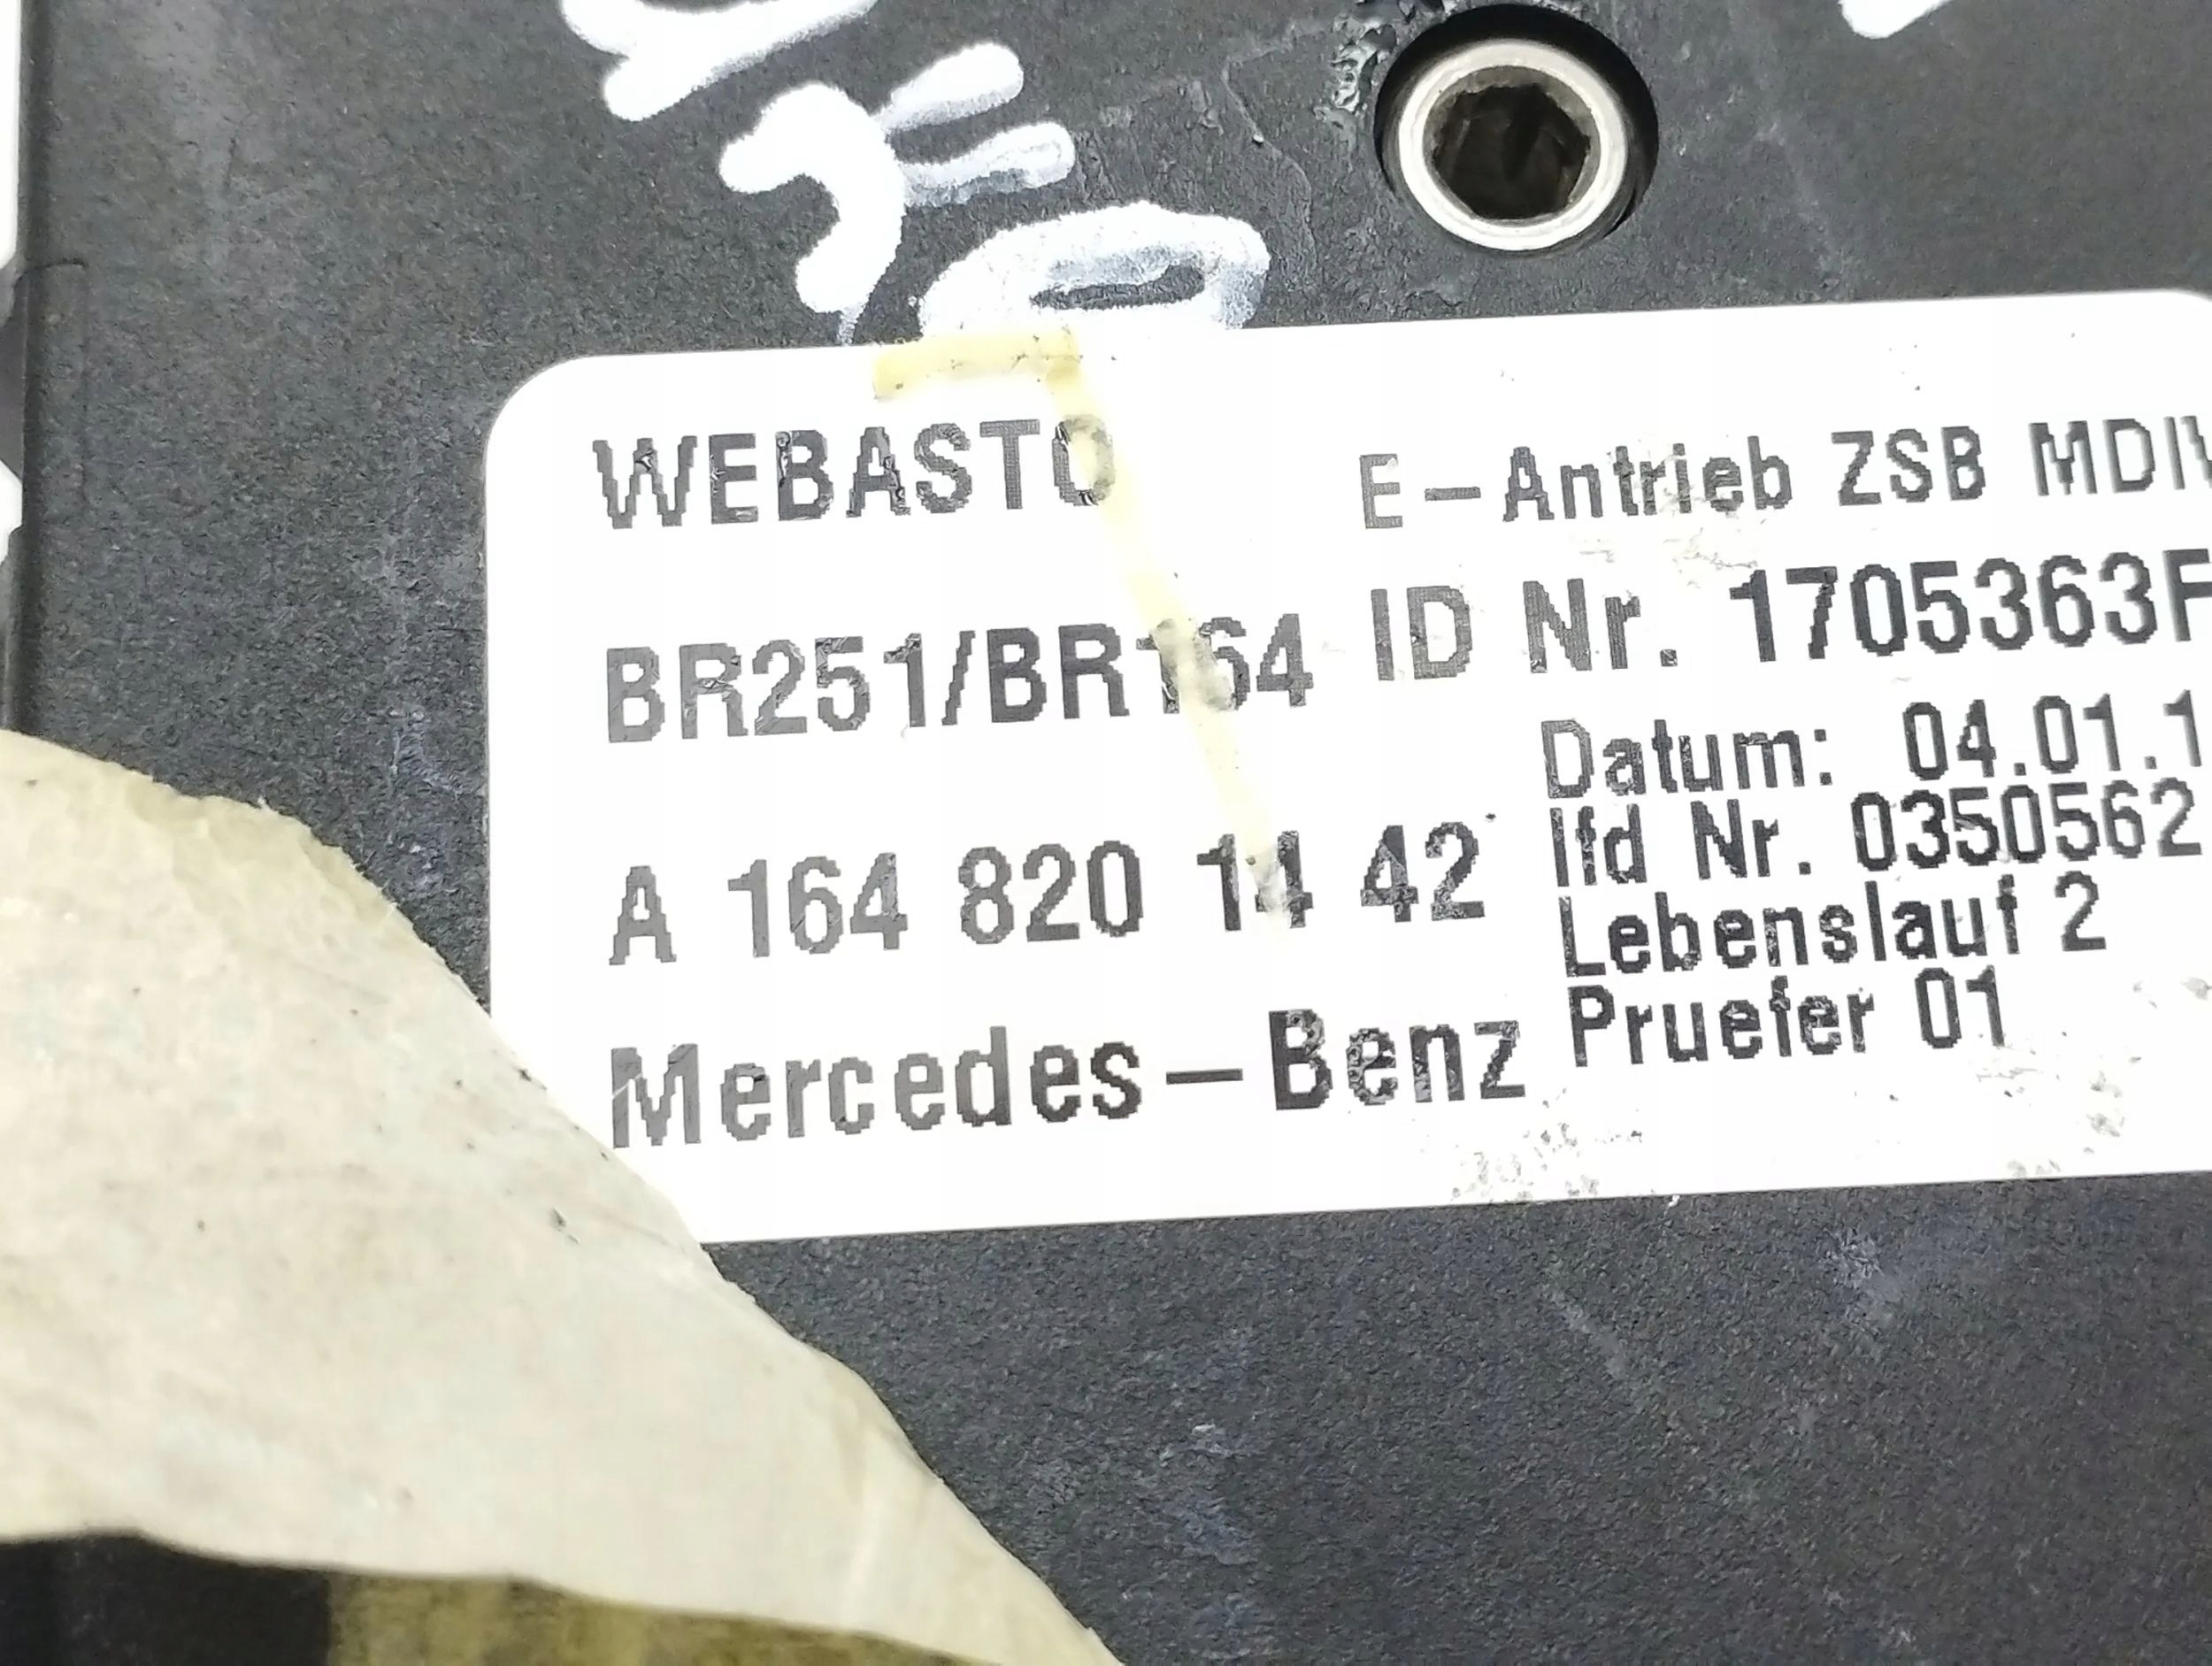 WEBASTO E-Antrieb ZSB MDIV
BR251/BR164 ID Nr. 1705363F
Datum: 04.01.1
lfd Nr. 0350562
A 164 820 14 42
Lebenslauf 2
Pruefer 01
Mercedes-Benz